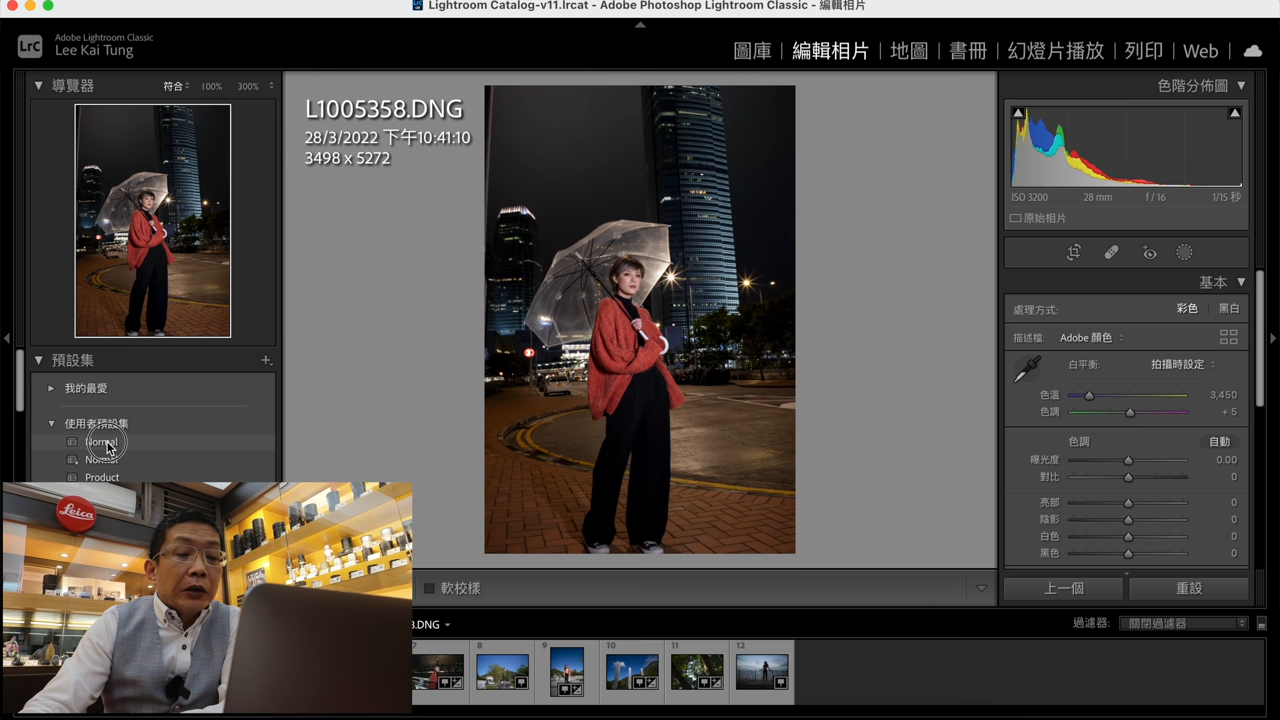 Lightroom Catalog-v11.lrcat - Adobe Photoshop Lightroom Classic - 編輯相片
LrC
Adobe Lightroom Classic
Lee Kai Tung
圖庫 | 編輯相片 | 地圖 | 書冊 | 幻燈片播放 | 列印 | Web |
導覽器
符合 100% 300%
預設集
我的最愛
使用者預設集
Normal
Normal
Product
Leica
L1005358.DNG
28/3/2022 下午10:41:10
3498 x 5272
軟校樣
色階分佈圖
ISO 3200 28 mm f / 16 1/15 秒
原始相片
基本
處理方式: 彩色 | 黑白
描述檔: Adobe 顏色
白平衡: 拍攝時設定
色溫 3,450
色調 + 5
色調 自動
曝光度 0.00
對比 0
亮部 0
陰影 0
白色 0
黑色 0
上一個 重設
.DNG
過濾器: 關閉過濾器
7 8 9 10 11 12